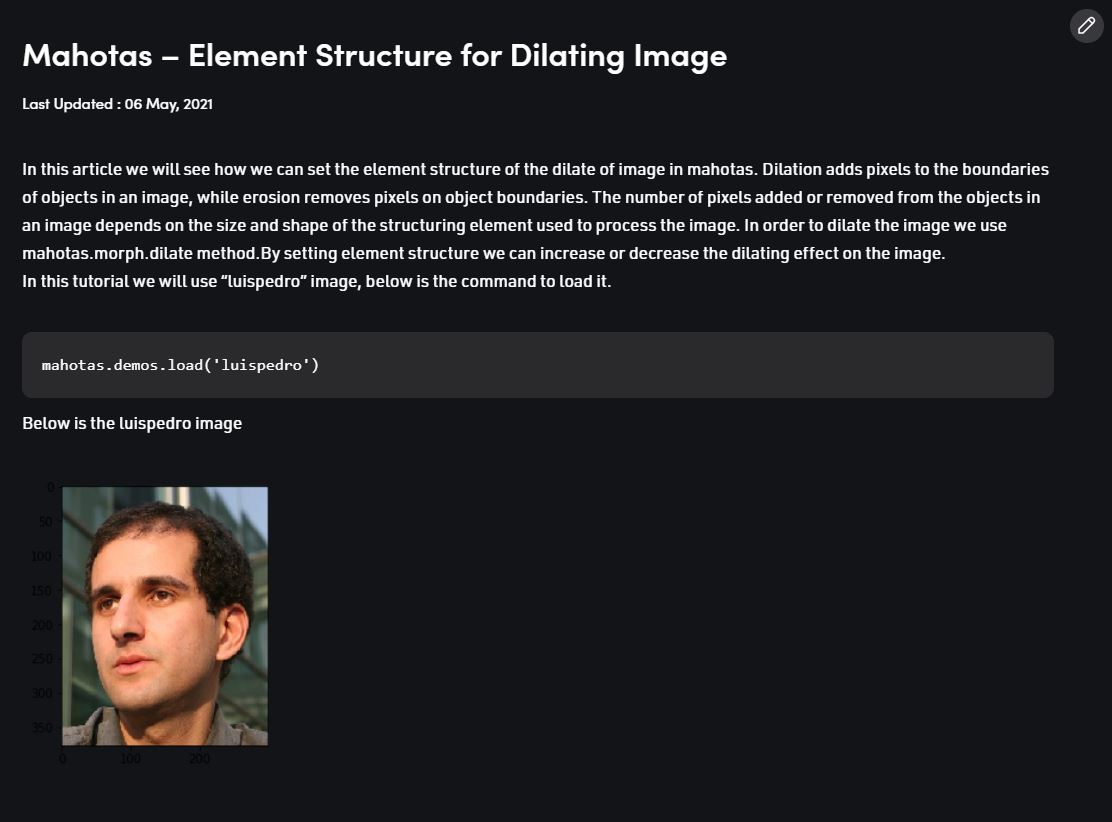 Mahotas – Element Structure for Dilating Image
Last Updated : 06 May, 2021
In this article we will see how we can set the element structure of the dilate of image in mahotas. Dilation adds pixels to the boundaries
of objects in an image, while erosion removes pixels on object boundaries. The number of pixels added or removed from the objects in
an image depends on the size and shape of the structuring element used to process the image. In order to dilate the image we use
mahotas.morph.dilate method.By setting element structure we can increase or decrease the dilating effect on the image.
In this tutorial we will use “luispedro” image, below is the command to load it.
mahotas.demos.load('luispedro')
Below is the luispedro image
0
50
100
150
200
250
300
350
0 100 200